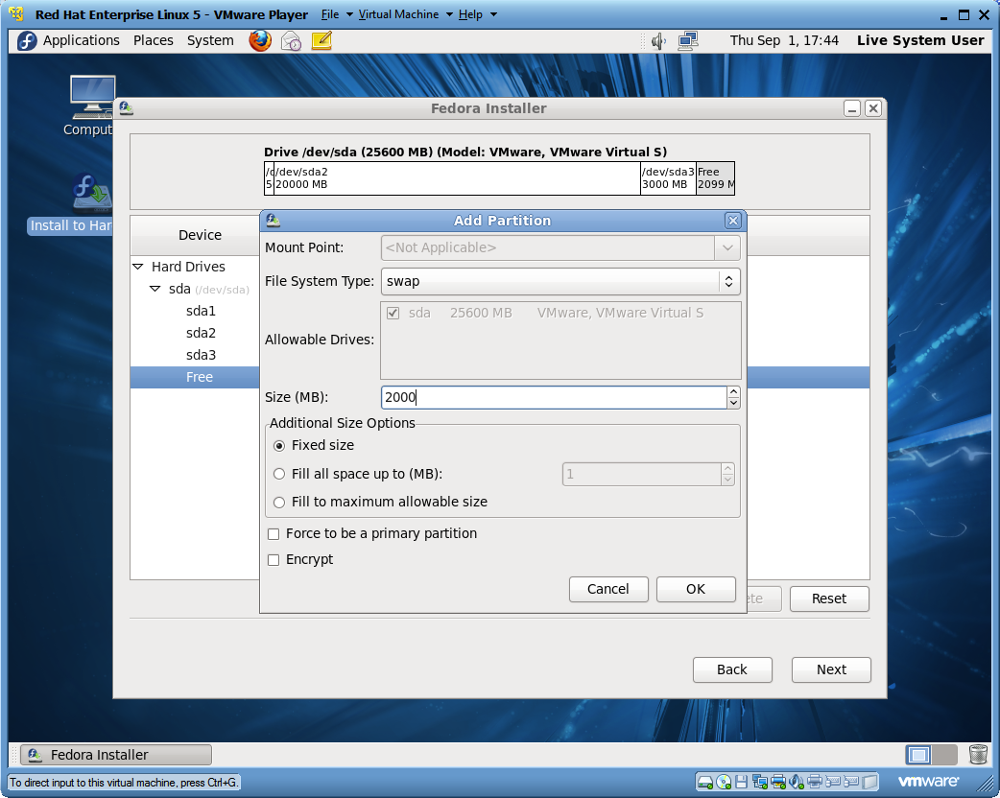 Red Hat Enterprise Linux 5 - VMware Player File Virtual Machine Help
Applications Places System Thu Sep 1, 17:44 Live System User
Fedora Installer
Drive /dev/sda (25600 MB) (Model: VMware, VMware Virtual S)
/dev/sda2 /dev/sda3 Free
5 20000 MB 3000 MB 2099 M
Comput
Install to Har
Device
Hard Drives
sda (/dev/sda)
sda1
sda2
sda3
Free
Add Partition
Mount Point: <Not Applicable>
File System Type: swap
sda 25600 MB VMware, VMware Virtual S
Allowable Drives:
Size (MB): 2000
Additional Size Options
Fixed size
Fill all space up to (MB): 1
Fill to maximum allowable size
Force to be a primary partition
Encrypt
Cancel OK
Reset
Back Next
Fedora Installer
To direct input to this virtual machine, press Ctrl+G.
vmware